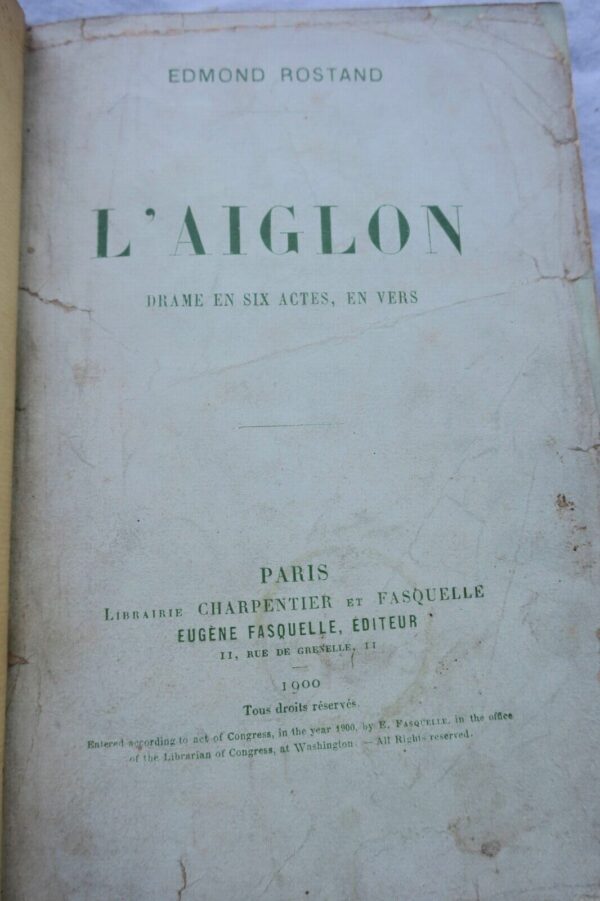 EDMOND ROSTAND
L'AIGLON
DRAME EN SIX ACTES, EN VERS
PARIS
LIBRAIRIE CHARPENTIER ET FASQUELLE
EUGÈNE FASQUELLE, ÉDITEUR
11, RUE DE GRENELLE, 11
1900
Tous droits réservés.
Entered according to act of Congress, in the year 1900, by E. FASQUELLE, in the office
of the Librarian of Congress, at Washington. — All Rights reserved.